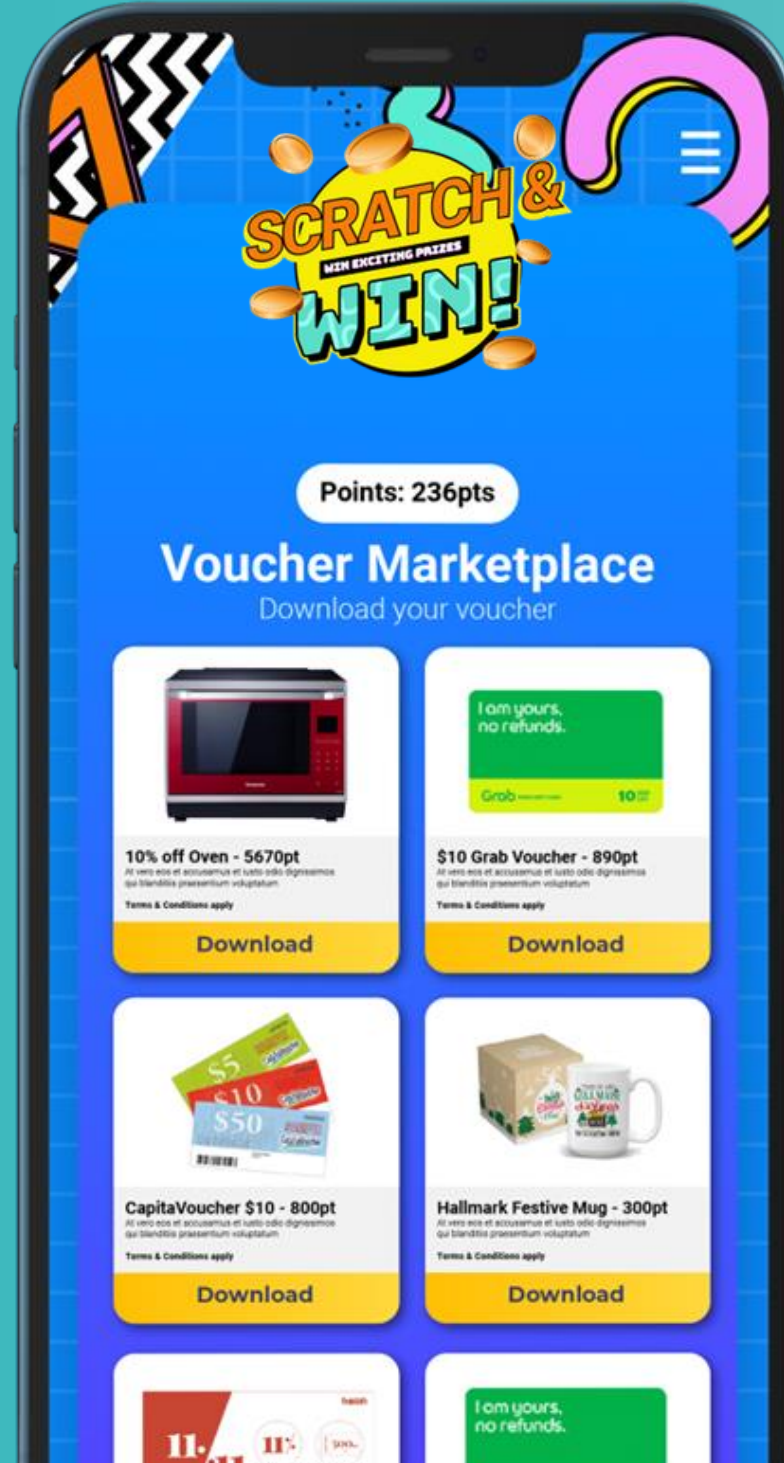 SCRATCH &
WIN EXCITING PRIZES
WIN!
Points: 236pts
Voucher Marketplace
Download your voucher
I am yours,
no refunds.
Grab
10
10% off Oven - 5670pt
At vero eos et accusamus et iusto odio dignissimos
qui blanditiis praesentium voluptatum
Terms & Conditions apply
Download
$10 Grab Voucher - 890pt
At vero eos et accusamus et iusto odio dignissimos
qui blanditiis praesentium voluptatum
Terms & Conditions apply
Download
$5
$10
$50
CapitaVoucher $10 - 800pt
At vero eos et accusamus et iusto odio dignissimos
qui blanditiis praesentium voluptatum
Terms & Conditions apply
Download
Hallmark Festive Mug - 300pt
At vero eos et accusamus et iusto odio dignissimos
qui blanditiis praesentium voluptatum
Terms & Conditions apply
Download
11.
11%
I am yours,
no refunds.